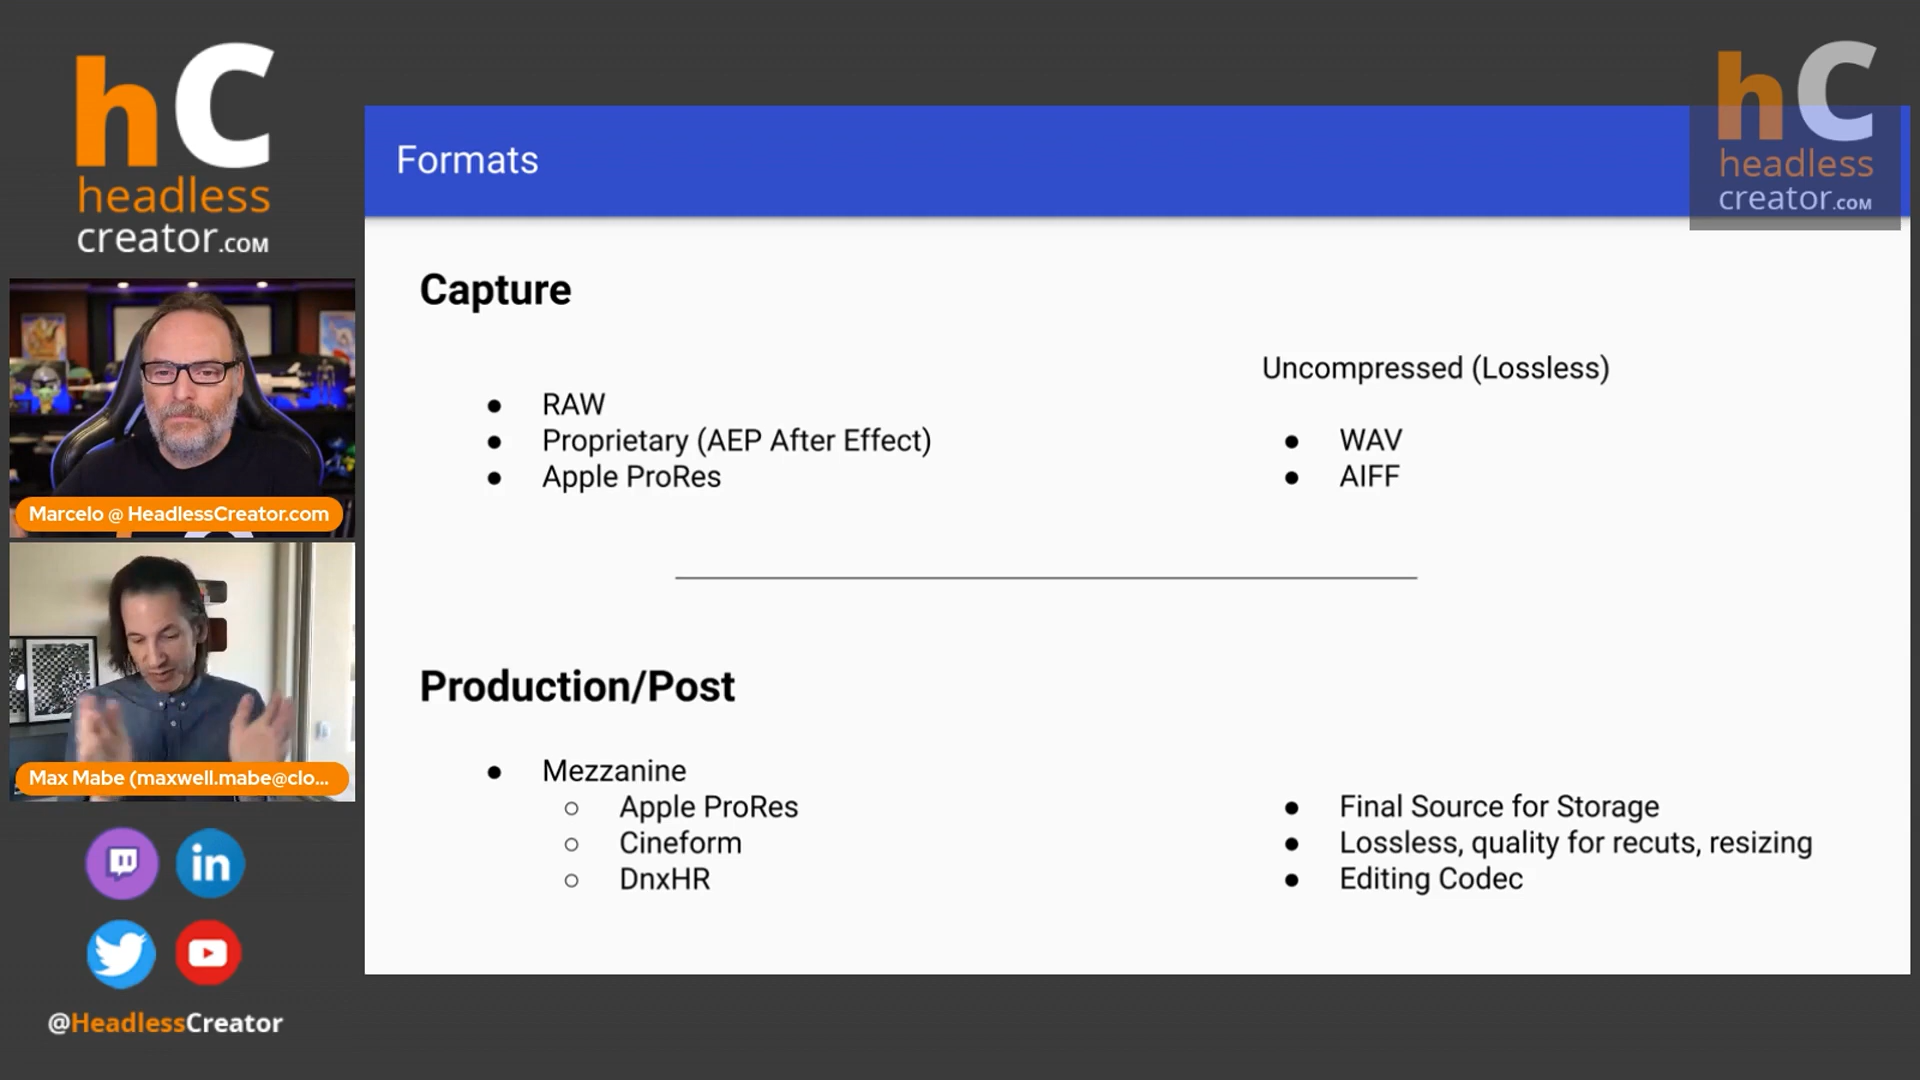 hC
headless
creator.COM
Marcelo @ HeadlessCreator.com
Max Mabe (maxwell.mabe@clo...
in
@HeadlessCreator
Formats
hC
headless
creator.COM
Capture
RAW
Proprietary (AEP After Effect)
Apple ProRes
Uncompressed (Lossless)
WAV
AIFF
Production/Post
Mezzanine
Apple ProRes
Cineform
DnxHR
Final Source for Storage
Lossless, quality for recuts, resizing
Editing Codec